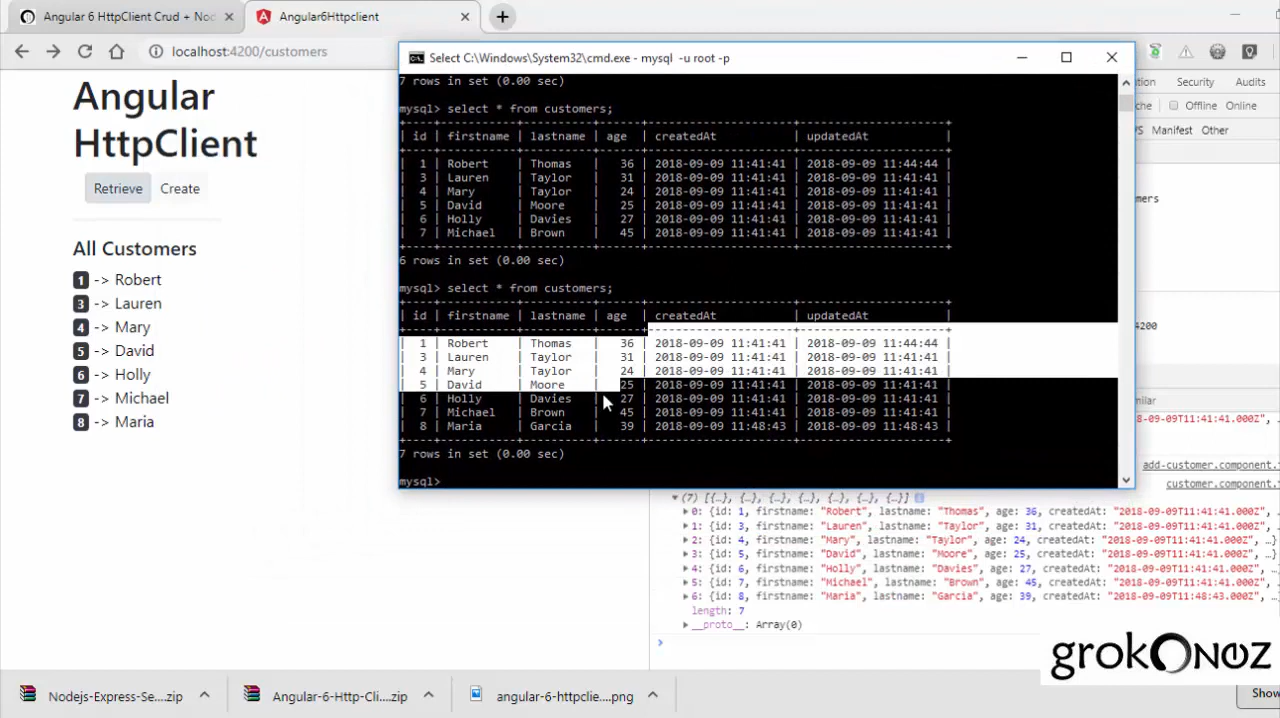 Angular 6 HttpClient Crud + Nod
Angular6Httpclient
localhost:4200/customers
Angular
HttpClient
Retrieve Create
All Customers
1 -> Robert
3 -> Lauren
4 -> Mary
5 -> David
6 -> Holly
7 -> Michael
8 -> Maria
Select C:\Windows\System32\cmd.exe - mysql -u root -p
7 rows in set (0.00 sec)
mysql> select * from customers;
| id | firstname | lastname | age | createdAt | updatedAt |
| 1 | Robert | Thomas | 36 | 2018-09-09 11:41:41 | 2018-09-09 11:44:44 |
| 3 | Lauren | Taylor | 31 | 2018-09-09 11:41:41 | 2018-09-09 11:41:41 |
| 4 | Mary | Taylor | 24 | 2018-09-09 11:41:41 | 2018-09-09 11:41:41 |
| 5 | David | Moore | 25 | 2018-09-09 11:41:41 | 2018-09-09 11:41:41 |
| 6 | Holly | Davies | 27 | 2018-09-09 11:41:41 | 2018-09-09 11:41:41 |
| 7 | Michael | Brown | 45 | 2018-09-09 11:41:41 | 2018-09-09 11:41:41 |
6 rows in set (0.00 sec)
mysql> select * from customers;
| id | firstname | lastname | age | createdAt | updatedAt |
| 1 | Robert | Thomas | 36 | 2018-09-09 11:41:41 | 2018-09-09 11:44:44 |
| 3 | Lauren | Taylor | 31 | 2018-09-09 11:41:41 | 2018-09-09 11:41:41 |
| 4 | Mary | Taylor | 24 | 2018-09-09 11:41:41 | 2018-09-09 11:41:41 |
| 5 | David | Moore | 25 | 2018-09-09 11:41:41 | 2018-09-09 11:41:41 |
| 6 | Holly | Davies | 27 | 2018-09-09 11:41:41 | 2018-09-09 11:41:41 |
| 7 | Michael | Brown | 45 | 2018-09-09 11:41:41 | 2018-09-09 11:41:41 |
| 8 | Maria | Garcia | 39 | 2018-09-09 11:48:43 | 2018-09-09 11:48:43 |
7 rows in set (0.00 sec)
mysql>
Security Audits
Offline Online
Manifest Other
4200
-09-09T11:41:41.000Z",
add-customer.component.t
customer.component.t
(7) [{…}, {…}, {…}, {…}, {…}, {…}, {…}]
0: {id: 1, firstname: "Robert", lastname: "Thomas", age: 36, createdAt: "2018-09-09T11:41:41.000Z", …}
1: {id: 3, firstname: "Lauren", lastname: "Taylor", age: 31, createdAt: "2018-09-09T11:41:41.000Z", …}
2: {id: 4, firstname: "Mary", lastname: "Taylor", age: 24, createdAt: "2018-09-09T11:41:41.000Z", …}
3: {id: 5, firstname: "David", lastname: "Moore", age: 25, createdAt: "2018-09-09T11:41:41.000Z", …}
4: {id: 6, firstname: "Holly", lastname: "Davies", age: 27, createdAt: "2018-09-09T11:41:41.000Z", …}
5: {id: 7, firstname: "Michael", lastname: "Brown", age: 45, createdAt: "2018-09-09T11:41:41.000Z", …}
6: {id: 8, firstname: "Maria", lastname: "Garcia", age: 39, createdAt: "2018-09-09T11:48:43.000Z", …}
length: 7
__proto__: Array(0)
grokonez
Nodejs-Express-Se....zip
Angular-6-Http-Cli....zip
angular-6-httpclie....png
Show